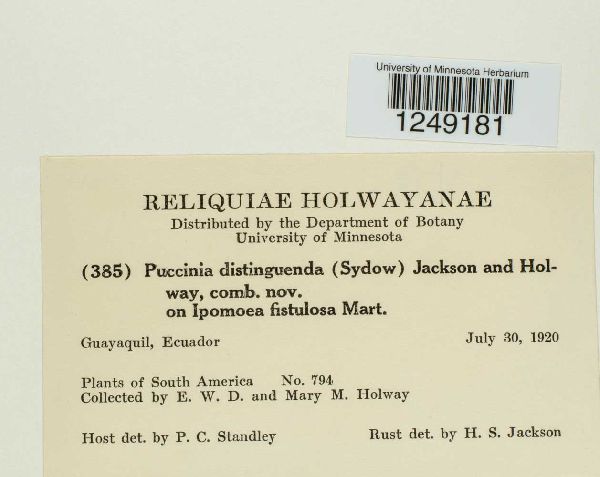 University of Minnesota Herbarium
1249181
RELIQUIAE HOLWAYANAE
Distributed by the Department of Botany
University of Minnesota
(385) Puccinia distinguenda (Sydow) Jackson and Hol-
way, comb. nov.
on Ipomoea fistulosa Mart.
Guayaquil, Ecuador July 30, 1920
Plants of South America No. 794
Collected by E. W. D. and Mary M. Holway
Host det. by P. C. Standley Rust det. by H. S. Jackson